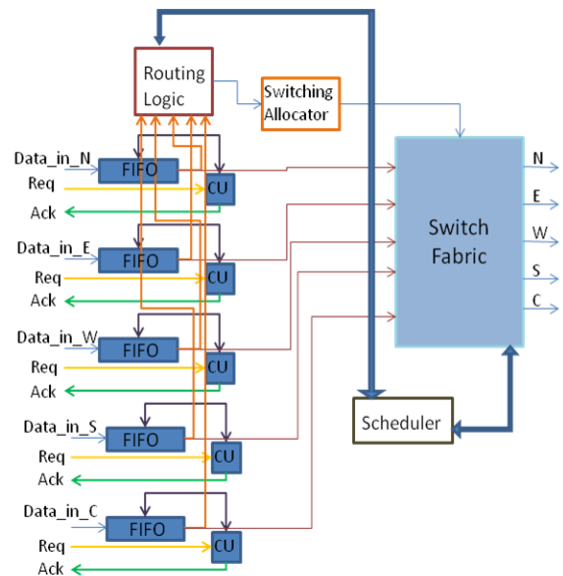 Routing
Logic
Switching
Allocator
Data_in_N
FIFO
Req
CU
Ack
Data_in_E
FIFO
Req
CU
Ack
Data_in_W
FIFO
Req
CU
Ack
Data_in_S
FIFO
Req
CU
Ack
Data_in_C
FIFO
Req
CU
Ack
Switch
Fabric
N
E
W
S
C
Scheduler